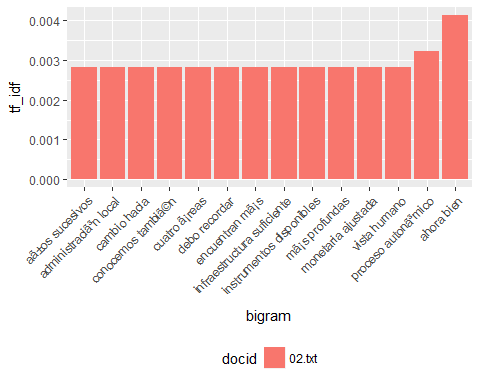 0.004
0.003
0.002
0.001
0.000
tf_idf
aã±os sucesivos
administraciã³n local
cambio hacia
conocemos tambiã©n
cuatro ã¡reas
debo recordar
encuentran mã¡s
infraestructura suficiente
instrumentos disponibles
mã¡s profundas
monetaria ajustada
vista humano
proceso autonã³mico
ahora bien
bigram
docid 02.txt